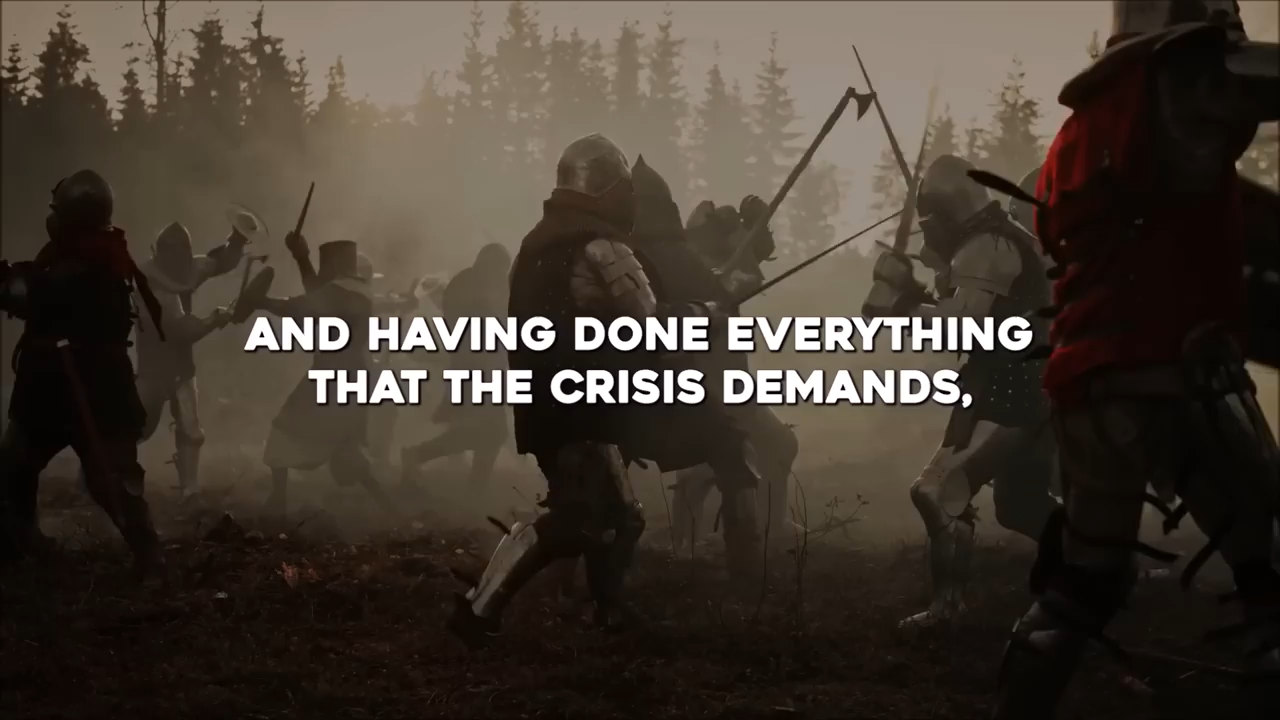 AND HAVING DONE EVERYTHING
THAT THE CRISIS DEMANDS,